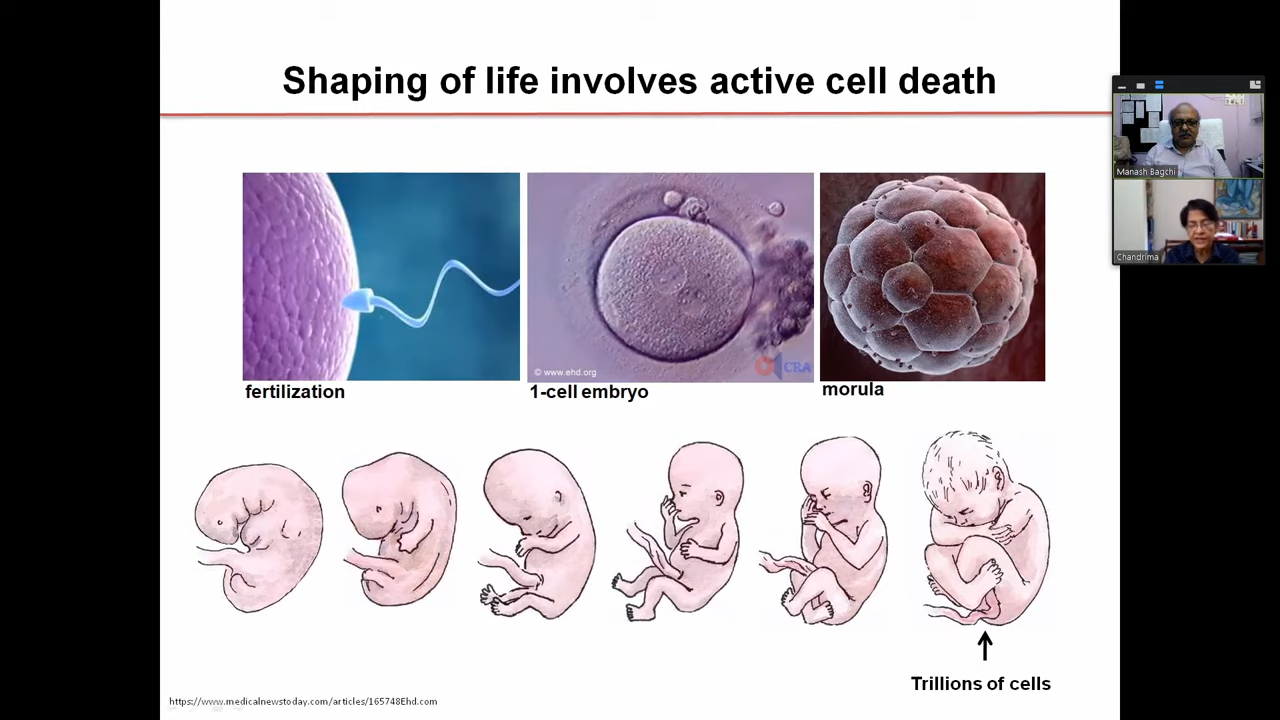 Shaping of life involves active cell death
Manash Bagchi
Chandrima
© www.ehd.org
CRA
fertilization
1-cell embryo
morula
Trillions of cells
https://www.medicalnewstoday.com/articles/165748Ehd.com